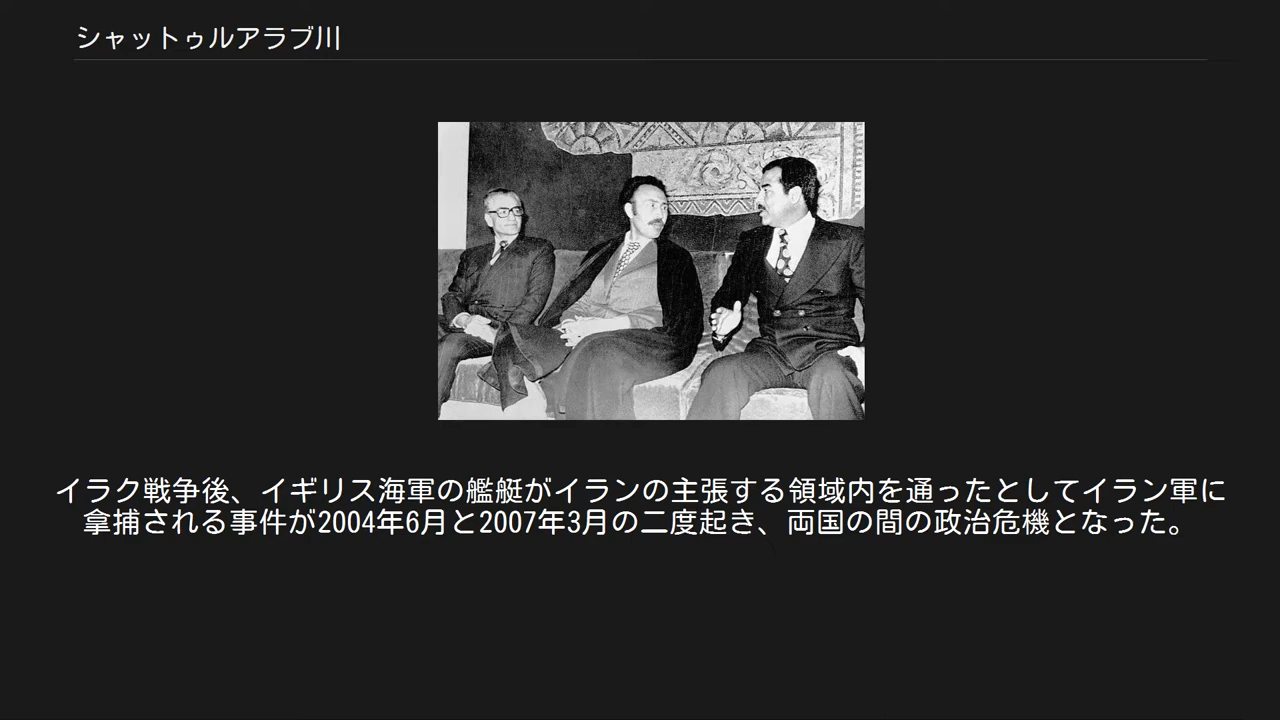 シャットゥルアラブ川
イラク戦争後、イギリス海軍の艦艇がイランの主張する領域内を通ったとしてイラン軍に
拿捕される事件が2004年6月と2007年3月の二度起き、両国の間の政治危機となった。